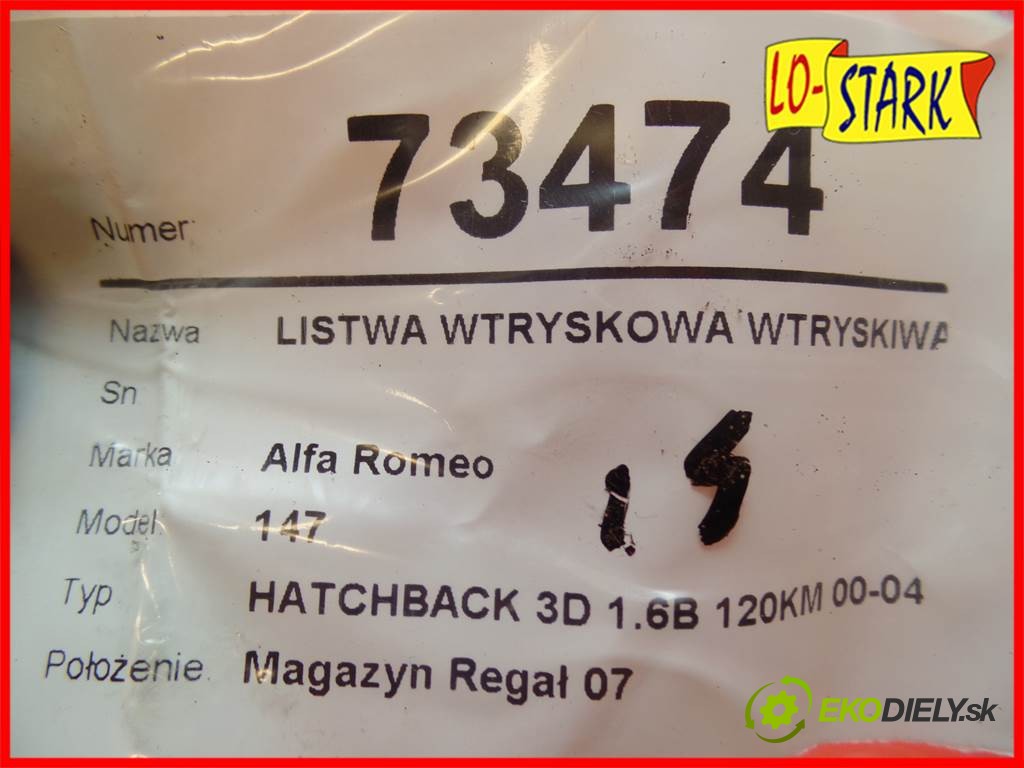 LO-STARK
Numer: 73474
Nazwa LISTWA WTRYSKOWA WTRYSKIWA
Sn
Marka Alfa Romeo
Model: 147
Typ HATCHBACK 3D 1.6B 120KM 00-04
Położenie: Magazyn Regał 07
EKODIELY.sk